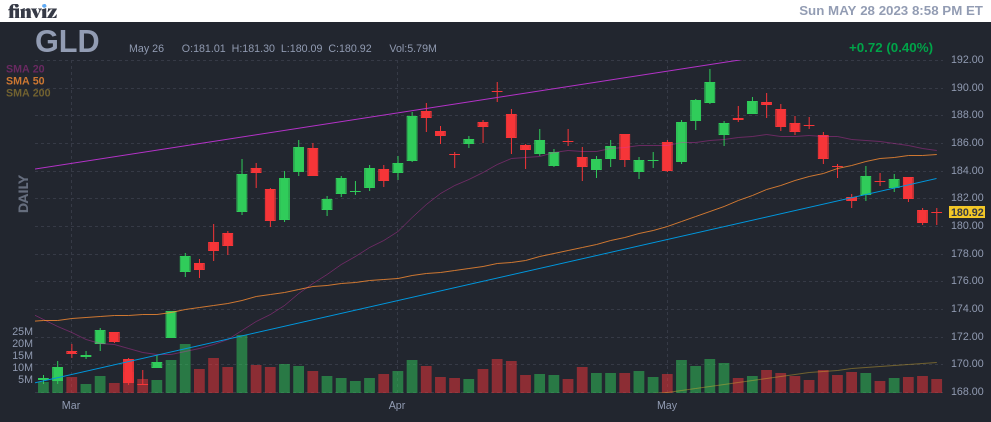 finviz
Sun MAY 28 2023 8:58 PM ET
GLD
May 26 O:181.01 H:181.30 L:180.09 C:180.92 Vol:5.79M
+0.72 (0.40%)
SMA 20
SMA 50
SMA 200
DAILY
192.00
190.00
188.00
186.00
184.00
182.00
180.92
180.00
178.00
176.00
174.00
172.00
170.00
168.00
25M
20M
15M
10M
5M
Mar
Apr
May